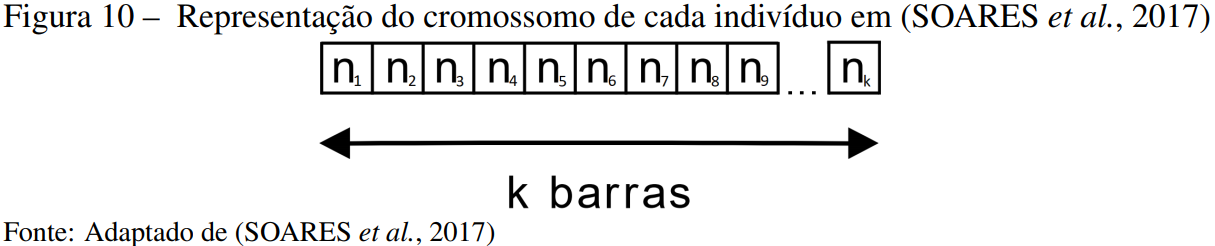 Figura 10 – Representação do cromossomo de cada indivíduo em (SOARES et al., 2017)
n1 n2 n3 n4 n5 n6 n7 n8 n9 ... nk
k barras
Fonte: Adaptado de (SOARES et al., 2017)